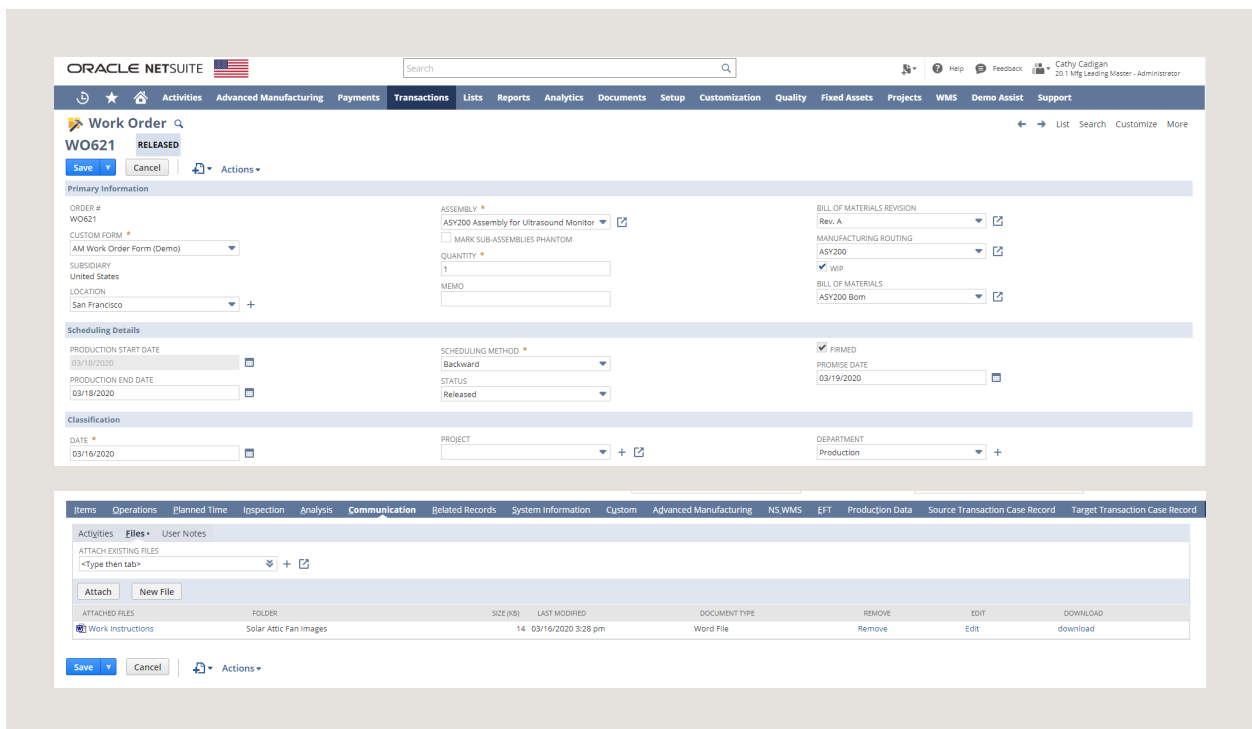 ORACLE NETSUITE
Search
Help Feedback Cathy Cadigan
20.1 Mfg Leading Master - Administrator
Activities Advanced Manufacturing Payments Transactions Lists Reports Analytics Documents Setup Customization Quality Fixed Assets Projects WMS Demo Assist Support
Work Order
List Search Customize More
WO621 RELEASED
Save Cancel Actions
Primary Information
ORDER #
WO621
CUSTOM FORM *
AM Work Order Form (Demo)
SUBSIDIARY
United States
LOCATION
San Francisco
ASSEMBLY *
ASY200 Assembly for Ultrasound Monitor
MARK SUB-ASSEMBLIES PHANTOM
QUANTITY *
1
MEMO
BILL OF MATERIALS REVISION
Rev. A
MANUFACTURING ROUTING
ASY200
WIP
BILL OF MATERIALS
ASY200 Bom
Scheduling Details
PRODUCTION START DATE
03/18/2020
PRODUCTION END DATE
03/18/2020
SCHEDULING METHOD *
Backward
STATUS
Released
FIRMED
PROMISE DATE
03/19/2020
Classification
DATE *
03/16/2020
PROJECT
DEPARTMENT
Production
Items Operations Planned Time Inspection Analysis Communication Related Records System Information Custom Advanced Manufacturing NS_WMS EFT Production Data Source Transaction Case Record Target Transaction Case Record
Activities Files • User Notes
ATTACH EXISTING FILES
<Type then tab>
Attach New File
ATTACHED FILES FOLDER SIZE (KB) LAST MODIFIED DOCUMENT TYPE REMOVE EDIT DOWNLOAD
Work Instructions Solar Attic Fan Images 14 03/16/2020 3:28 pm Word File Remove Edit download
Save Cancel Actions